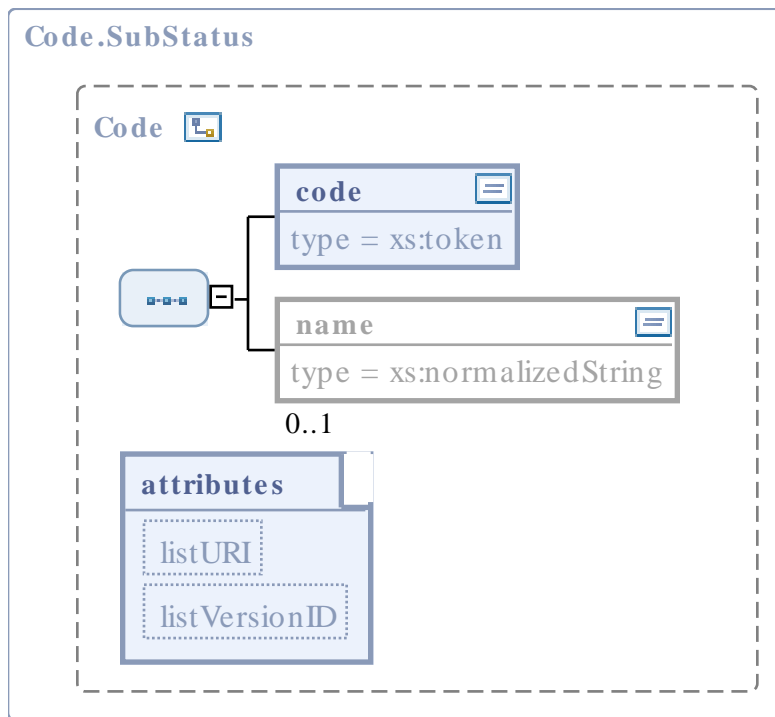 Code.SubStatus
Code
code
type = xs:token
name
type = xs:normalizedString
0..1
attributes
listURI
listVersionID